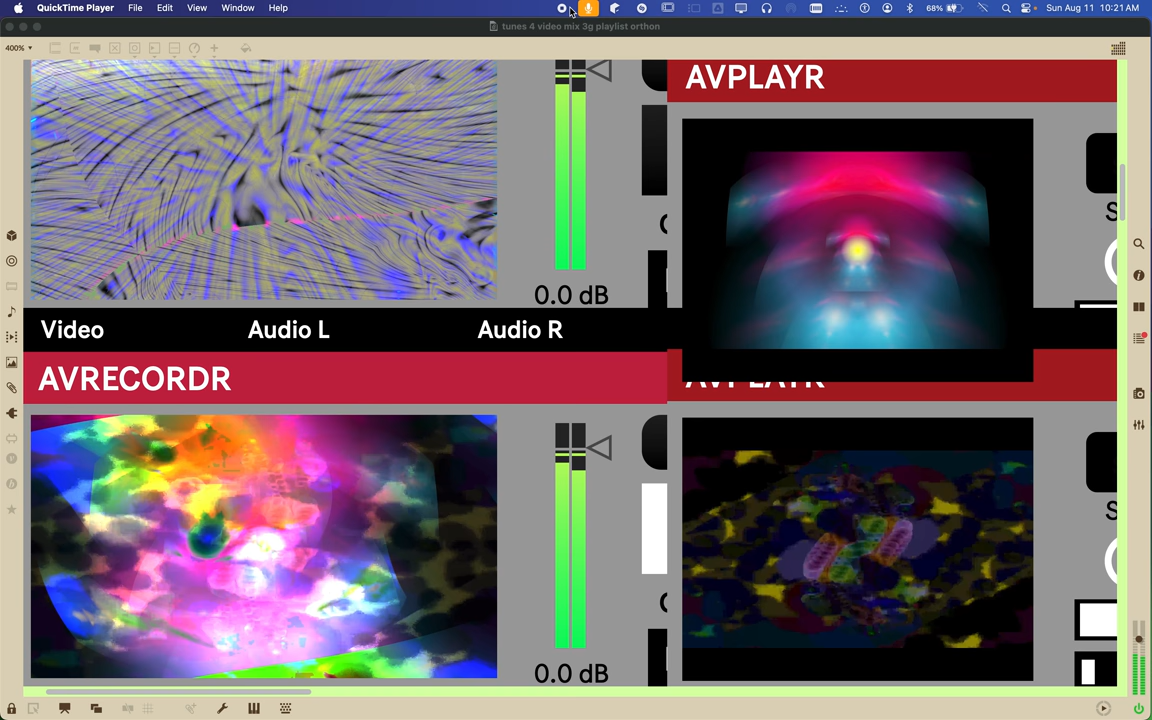 QuickTime Player File Edit View Window Help 68% Sun Aug 11 10:21 AM
tunes 4 video mix 3g playlist orthon
400%
AVPLAYR
0.0 dB
Video Audio L Audio R
AVRECORDR
AVPLAYR
0.0 dB